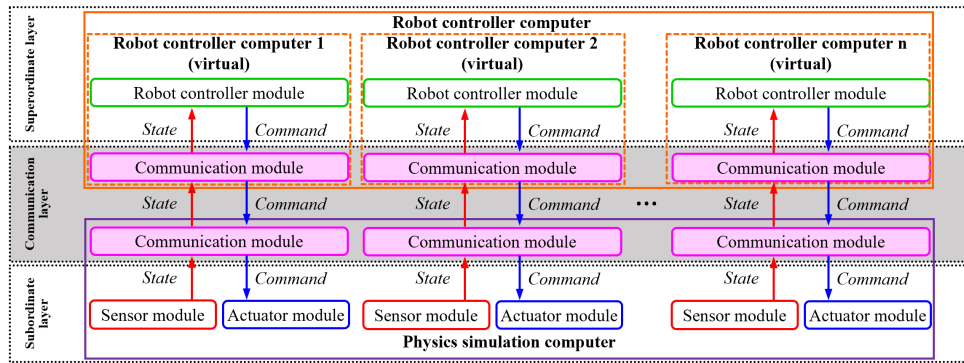 Robot controller computer
Superordinate layer
Robot controller computer 1
(virtual)
Robot controller computer 2
(virtual)
Robot controller computer n
(virtual)
Robot controller module
Robot controller module
Robot controller module
State
Command
State
Command
State
Command
Communication
layer
Communication module
Communication module
Communication module
State
Command
State
Command
...
State
Command
Communication module
Communication module
Communication module
Subordinate
layer
State
Command
State
Command
State
Command
Sensor module
Actuator module
Sensor module
Actuator module
Sensor module
Actuator module
Physics simulation computer